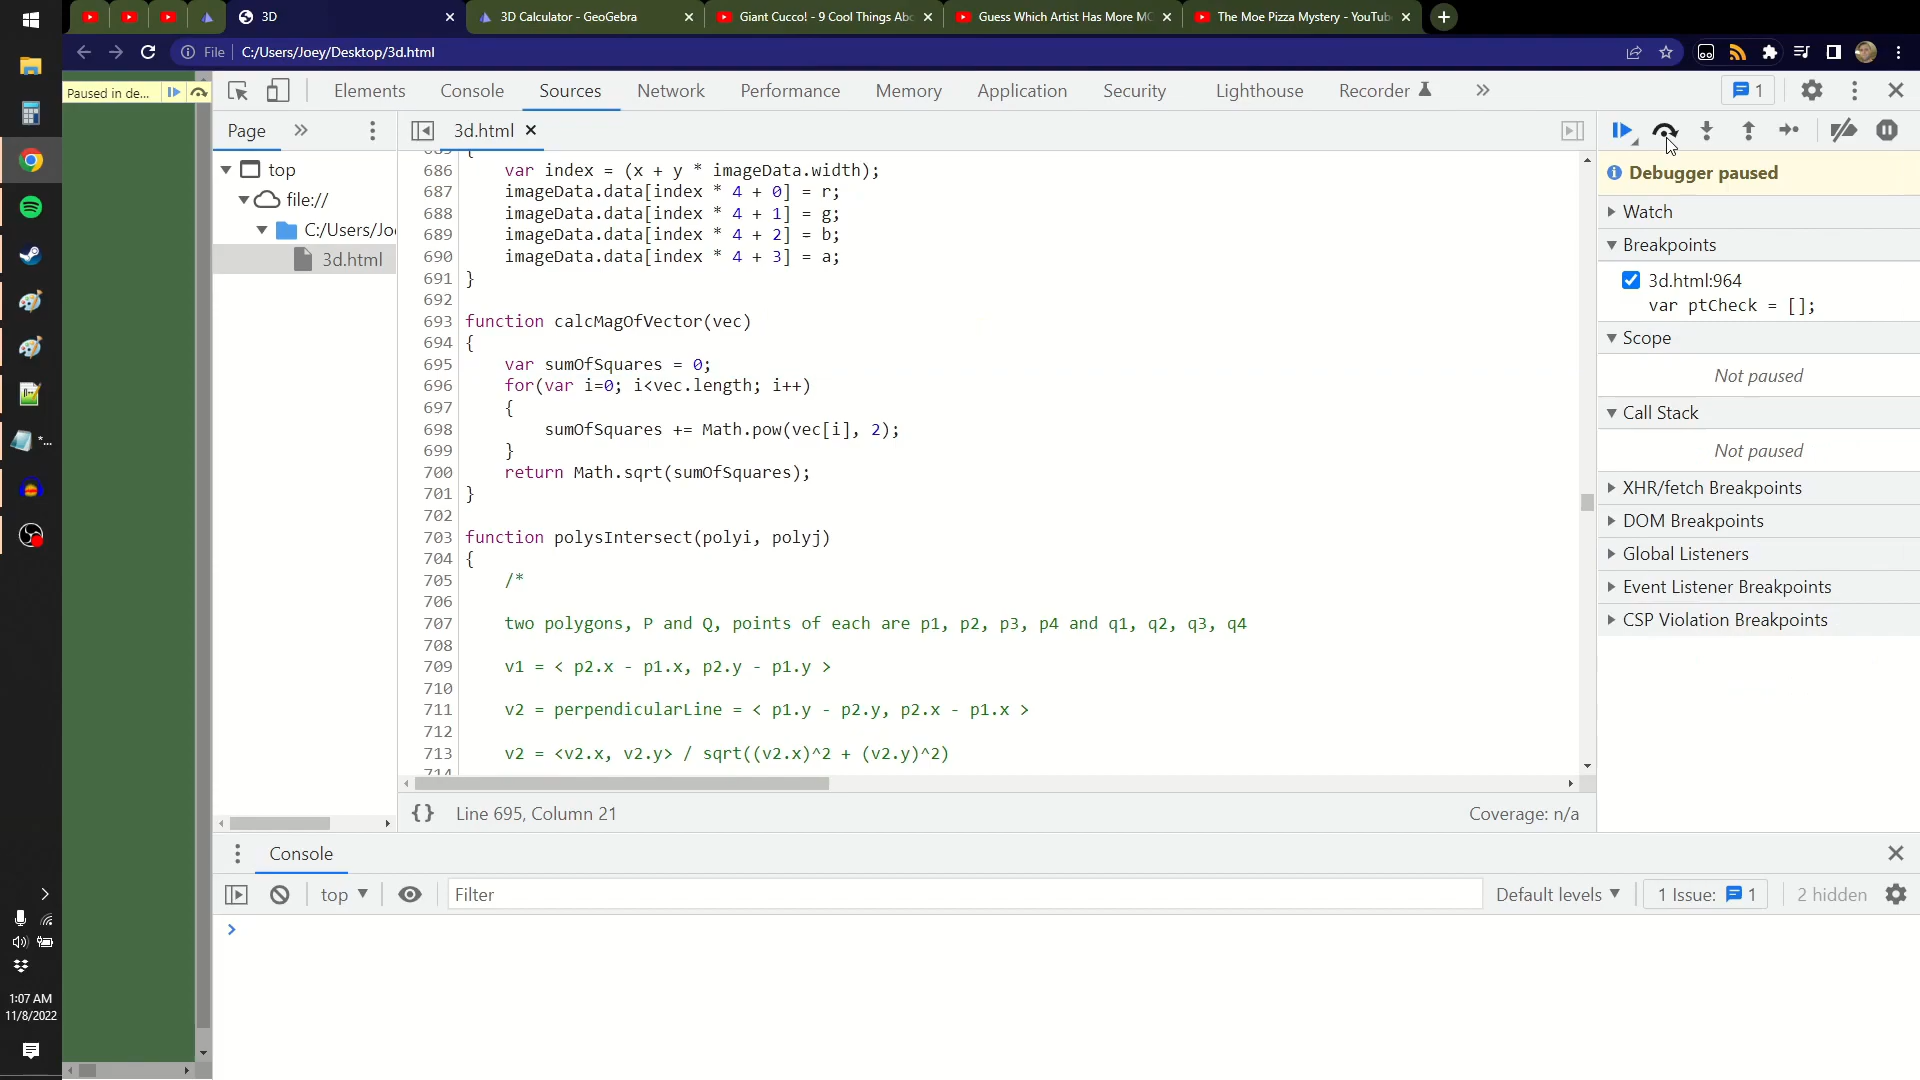 3D
3D Calculator - GeoGebra
Giant Cucco! - 9 Cool Things Abo
Guess Which Artist Has More MO
The Moe Pizza Mystery - YouTube
File
C:/Users/Joey/Desktop/3d.html
Paused in de...
Elements
Console
Sources
Network
Performance
Memory
Application
Security
Lighthouse
Recorder
1
Page
3d.html
top
file://
C:/Users/Joe
3d.html
686 var index = (x + y * imageData.width);
687 imageData.data[index * 4 + 0] = r;
688 imageData.data[index * 4 + 1] = g;
689 imageData.data[index * 4 + 2] = b;
690 imageData.data[index * 4 + 3] = a;
691 }
692
693 function calcMagOfVector(vec)
694 {
695 var sumOfSquares = 0;
696 for(var i=0; i<vec.length; i++)
697 {
698 sumOfSquares += Math.pow(vec[i], 2);
699 }
700 return Math.sqrt(sumOfSquares);
701 }
702
703 function polysIntersect(polyi, polyj)
704 {
705 /*
706
707 two polygons, P and Q, points of each are p1, p2, p3, p4 and q1, q2, q3, q4
708
709 v1 = < p2.x - p1.x, p2.y - p1.y >
710
711 v2 = perpendicularLine = < p1.y - p2.y, p2.x - p1.x >
712
713 v2 = <v2.x, v2.y> / sqrt((v2.x)^2 + (v2.y)^2)
714
{} Line 695, Column 21
Coverage: n/a
Debugger paused
Watch
Breakpoints
3d.html:964
var ptCheck = [];
Scope
Not paused
Call Stack
Not paused
XHR/fetch Breakpoints
DOM Breakpoints
Global Listeners
Event Listener Breakpoints
CSP Violation Breakpoints
Console
top
Filter
Default levels
1 Issue: 1
2 hidden
1:07 AM
11/8/2022